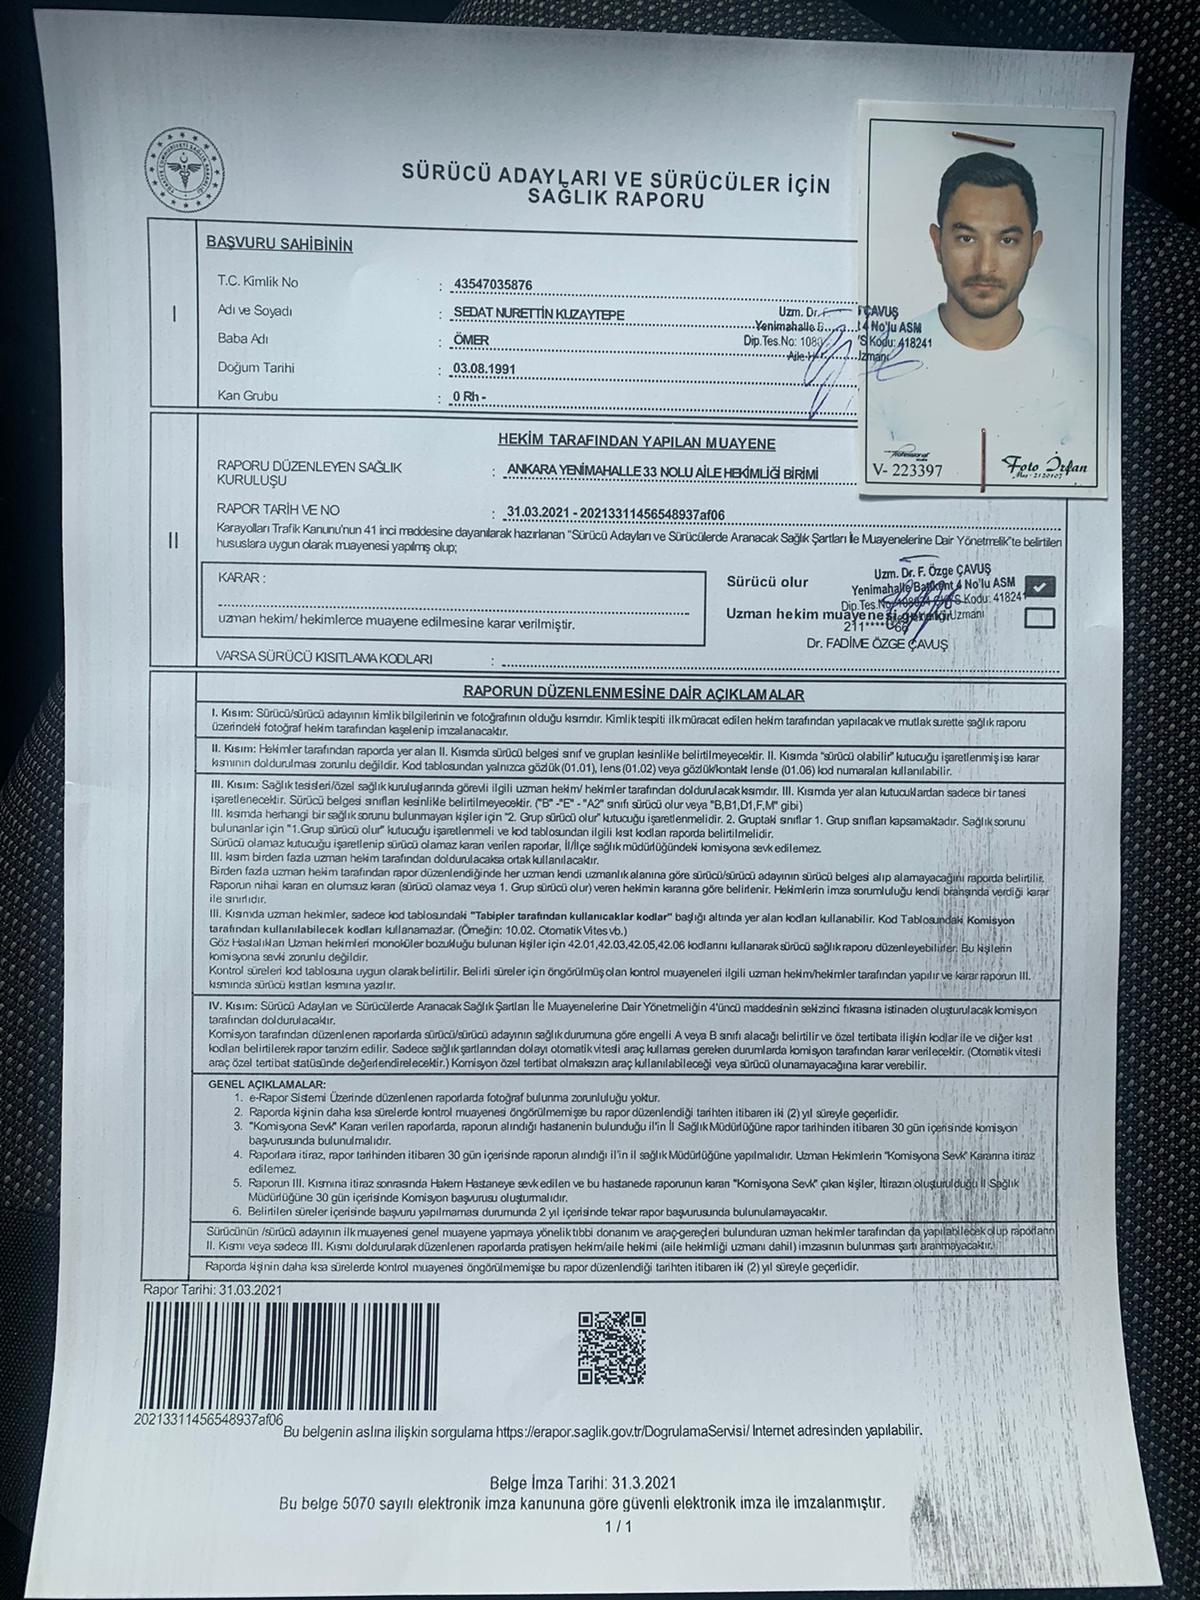 SÜRÜCÜ ADAYLARI VE SÜRÜCÜLER İÇİN
SAĞLIK RAPORU
I
BAŞVURU SAHİBİNİN
T.C. Kimlik No : 43547035876
Adı ve Soyadı : SEDAT NURETTİN KUZAYTEPE
Baba Adı : ÖMER
Doğum Tarihi : 03.08.1991
Kan Grubu : 0 Rh -
Uzm. Dr. F ÇAVUŞ
Yenimahalle 4 No'lu ASM
Dip.Tes.No: Kodu: 418241
Uzmanı
V- 223397
Foto İrfan
II
HEKİM TARAFINDAN YAPILAN MUAYENE
RAPORU DÜZENLEYEN SAĞLIK
KURULUŞU : ANKARA YENİMAHALLE 33 NOLU AİLE HEKİMLİĞİ BİRİMİ
RAPOR TARİH VE NO : 31.03.2021 - 20213311456548937af06
Karayolları Trafik Kanunu'nun 41 inci maddesine dayanılarak hazırlanan "Sürücü Adayları ve Sürücülerde Aranacak Sağlık Şartları İle Muayenelerine Dair Yönetmelik"te belirtilen
hususlara uygun olarak muayenesi yapılmış olup;
KARAR :
uzman hekim/ hekimlerce muayene edilmesine karar verilmiştir.
Sürücü olur
Uzman hekim muayenesi gereklidir
Uzm. Dr. F. Özge ÇAVUŞ
Yenimahalle Batıkent 4 No'lu ASM
Dip.Tes.No: Kodu: 418241
Uzmanı
Dr. FADİME ÖZGE ÇAVUŞ
VARSA SÜRÜCÜ KISITLAMA KODLARI :
RAPORUN DÜZENLENMESİNE DAİR AÇIKLAMALAR
I. Kısım: Sürücü/sürücü adayının kimlik bilgilerinin ve fotoğrafının olduğu kısımdır. Kimlik tespiti ilk müracat edilen hekim tarafından yapılacak ve mutlak surette sağlık raporu
üzerindeki fotoğraf hekim tarafından kaşelenip imzalanacaktır.
II. Kısım: Hekimler tarafından raporda yer alan II. Kısımda sürücü belgesi sınıf ve grupları kesinlikle belirtilmeyecektir. II. Kısımda "sürücü olabilir" kutucuğu işaretlenmiş ise karar
kısmının doldurulması zorunlu değildir. Kod tablosundan yalnızca gözlük (01.01), lens (01.02) veya gözlük/kontakt lensle (01.06) kod numaraları kullanılabilir.
III. Kısım: Sağlık tesisleri/özel sağlık kuruluşlarında görevli ilgili uzman hekim/ hekimler tarafından doldurulacak kısımdır. III. Kısımda yer alan kutucuklardan sadece bir tanesi
işaretlenecektir. Sürücü belgesi sınıfları kesinlikle belirtilmeyecektir. ("B" -"E" - "A2" sınıfı sürücü olur veya "B,B1,D1,F,M" gibi)
III. kısımda herhangi bir sağlık sorunu bulunmayan kişiler için "2. Grup sürücü olur" kutucuğu işaretlenmelidir. 2. Gruptaki sınıflar 1. Grup sınıfları kapsamaktadır. Sağlık sorunu
bulunanlar için "1.Grup sürücü olur" kutucuğu işaretlenmeli ve kod tablosundan ilgili kısıt kodları raporda belirtilmelidir.
Sürücü olamaz kutucuğu işaretlenip sürücü olamaz kararı verilen raporlar, İl/İlçe sağlık müdürlüğündeki komisyona sevk edilemez.
III. kısım birden fazla uzman hekim tarafından doldurulacaksa ortak kullanılacaktır.
Birden fazla uzman hekim tarafından rapor düzenlendiğinde her uzman kendi uzmanlık alanına göre sürücü/sürücü adayının sürücü belgesi alıp alamayacağını raporda belirtilir.
Raporun nihai kararı en olumsuz kararı (sürücü olamaz veya 1. Grup sürücü olur) veren hekimin kararına göre belirlenir. Hekimlerin imza sorumluluğu kendi branşında verdiği karar
ile sınırlıdır.
III. Kısımda uzman hekimler, sadece kod tablosundaki "Tabipler tarafından kullanıcaklar kodlar" başlığı altında yer alan kodları kullanabilir. Kod Tablosundaki Komisyon
tarafından kullanılabilecek kodları kullanamazlar. (Örneğin: 10.02. Otomatik Vites vb.)
Göz Hastalıkları Uzman hekimleri monoküler bozukluğu bulunan kişiler için 42.01,42.03,42.05,42.06 kodlarını kullanarak sürücü sağlık raporu düzenleyebilirler. Bu kişilerin
komisyona sevki zorunlu değildir.
Kontrol süreleri kod tablosuna uygun olarak belirtilir. Belirli süreler için öngörülmüş olan kontrol muayeneleri ilgili uzman hekim/hekimler tarafından yapılır ve karar raporun III.
kısmında sürücü kısıtları kısmına yazılır.
IV. Kısım: Sürücü Adayları ve Sürücülerde Aranacak Sağlık Şartları İle Muayenelerine Dair Yönetmeliğin 4'üncü maddesinin sekizinci fıkrasına istinaden oluşturulacak komisyon
tarafından doldurulacaktır.
Komisyon tarafından düzenlenen raporlarda sürücü/sürücü adayının sağlık durumuna göre engelli A veya B sınıfı alacağı belirtilir ve özel tertibata ilişkin kodlar ile ve diğer kısıt
kodları belirtilerek rapor tanzim edilir. Sadece sağlık şartlarından dolayı otomatik vitesli araç kullaması gereken durumlarda komisyon tarafından karar verilecektir. (Otomatik vitesli
araç özel tertibat statüsünde değerlendirelecektir.) Komisyon özel tertibat olmaksızın araç kullanılabileceği veya sürücü olunamayacağına karar verebilir.
GENEL AÇIKLAMALAR:
1. e-Rapor Sistemi Üzerinde düzenlenen raporlarda fotoğraf bulunma zorunluluğu yoktur.
2. Raporda kişinin daha kısa sürelerde kontrol muayenesi öngörülmemişse bu rapor düzenlendiği tarihten itibaren iki (2) yıl süreyle geçerlidir.
3. "Komisyona Sevk" Kararı verilen raporlarda, raporun alındığı hastanenin bulunduğu il'in İl Sağlık Müdürlüğüne rapor tarihinden itibaren 30 gün içerisinde komisyon
başvurusunda bulunulmalıdır.
4. Raporlara itiraz, rapor tarihinden itibaren 30 gün içerisinde raporun alındığı il'in il sağlık Müdürlüğüne yapılmalıdır. Uzman Hekimlerin "Komisyona Sevk" Kararına itiraz
edilemez.
5. Raporun III. Kısmına itiraz sonrasında Hakem Hastaneye sevk edilen ve bu hastanede raporunun kararı "Komisyona Sevk" çıkan kişiler, İtirazın oluşturulduğu İl Sağlık
Müdürlüğüne 30 gün içerisinde Komisyon başvurusu oluşturmalıdır.
6. Belirtilen süreler içerisinde başvuru yapılmaması durumunda 2 yıl içerisinde tekrar rapor başvurusunda bulunulamayacaktır.
Sürücünün /sürücü adayının ilk muayenesi genel muayene yapmaya yönelik tıbbi donanım ve araç-gereçleri bulunduran uzman hekimler tarafından da yapılabilecek olup raporların
II. Kısmı veya sadece III. Kısmı doldurularak düzenlenen raporlarda pratisyen hekim/aile hekimi (aile hekimliği uzmanı dahil) imzasının bulunması şartı aranmayacaktır.
Raporda kişinin daha kısa sürelerde kontrol muayenesi öngörülmemişse bu rapor düzenlendiği tarihten itibaren iki (2) yıl süreyle geçerlidir.
Rapor Tarihi: 31.03.2021
20213311456548937af06
Bu belgenin aslına ilişkin sorgulama https://erapor.saglik.gov.tr/DogrulamaServisi/ Internet adresinden yapılabilir.
Belge İmza Tarihi: 31.3.2021
Bu belge 5070 sayılı elektronik imza kanununa göre güvenli elektronik imza ile imzalanmıştır.
1 / 1